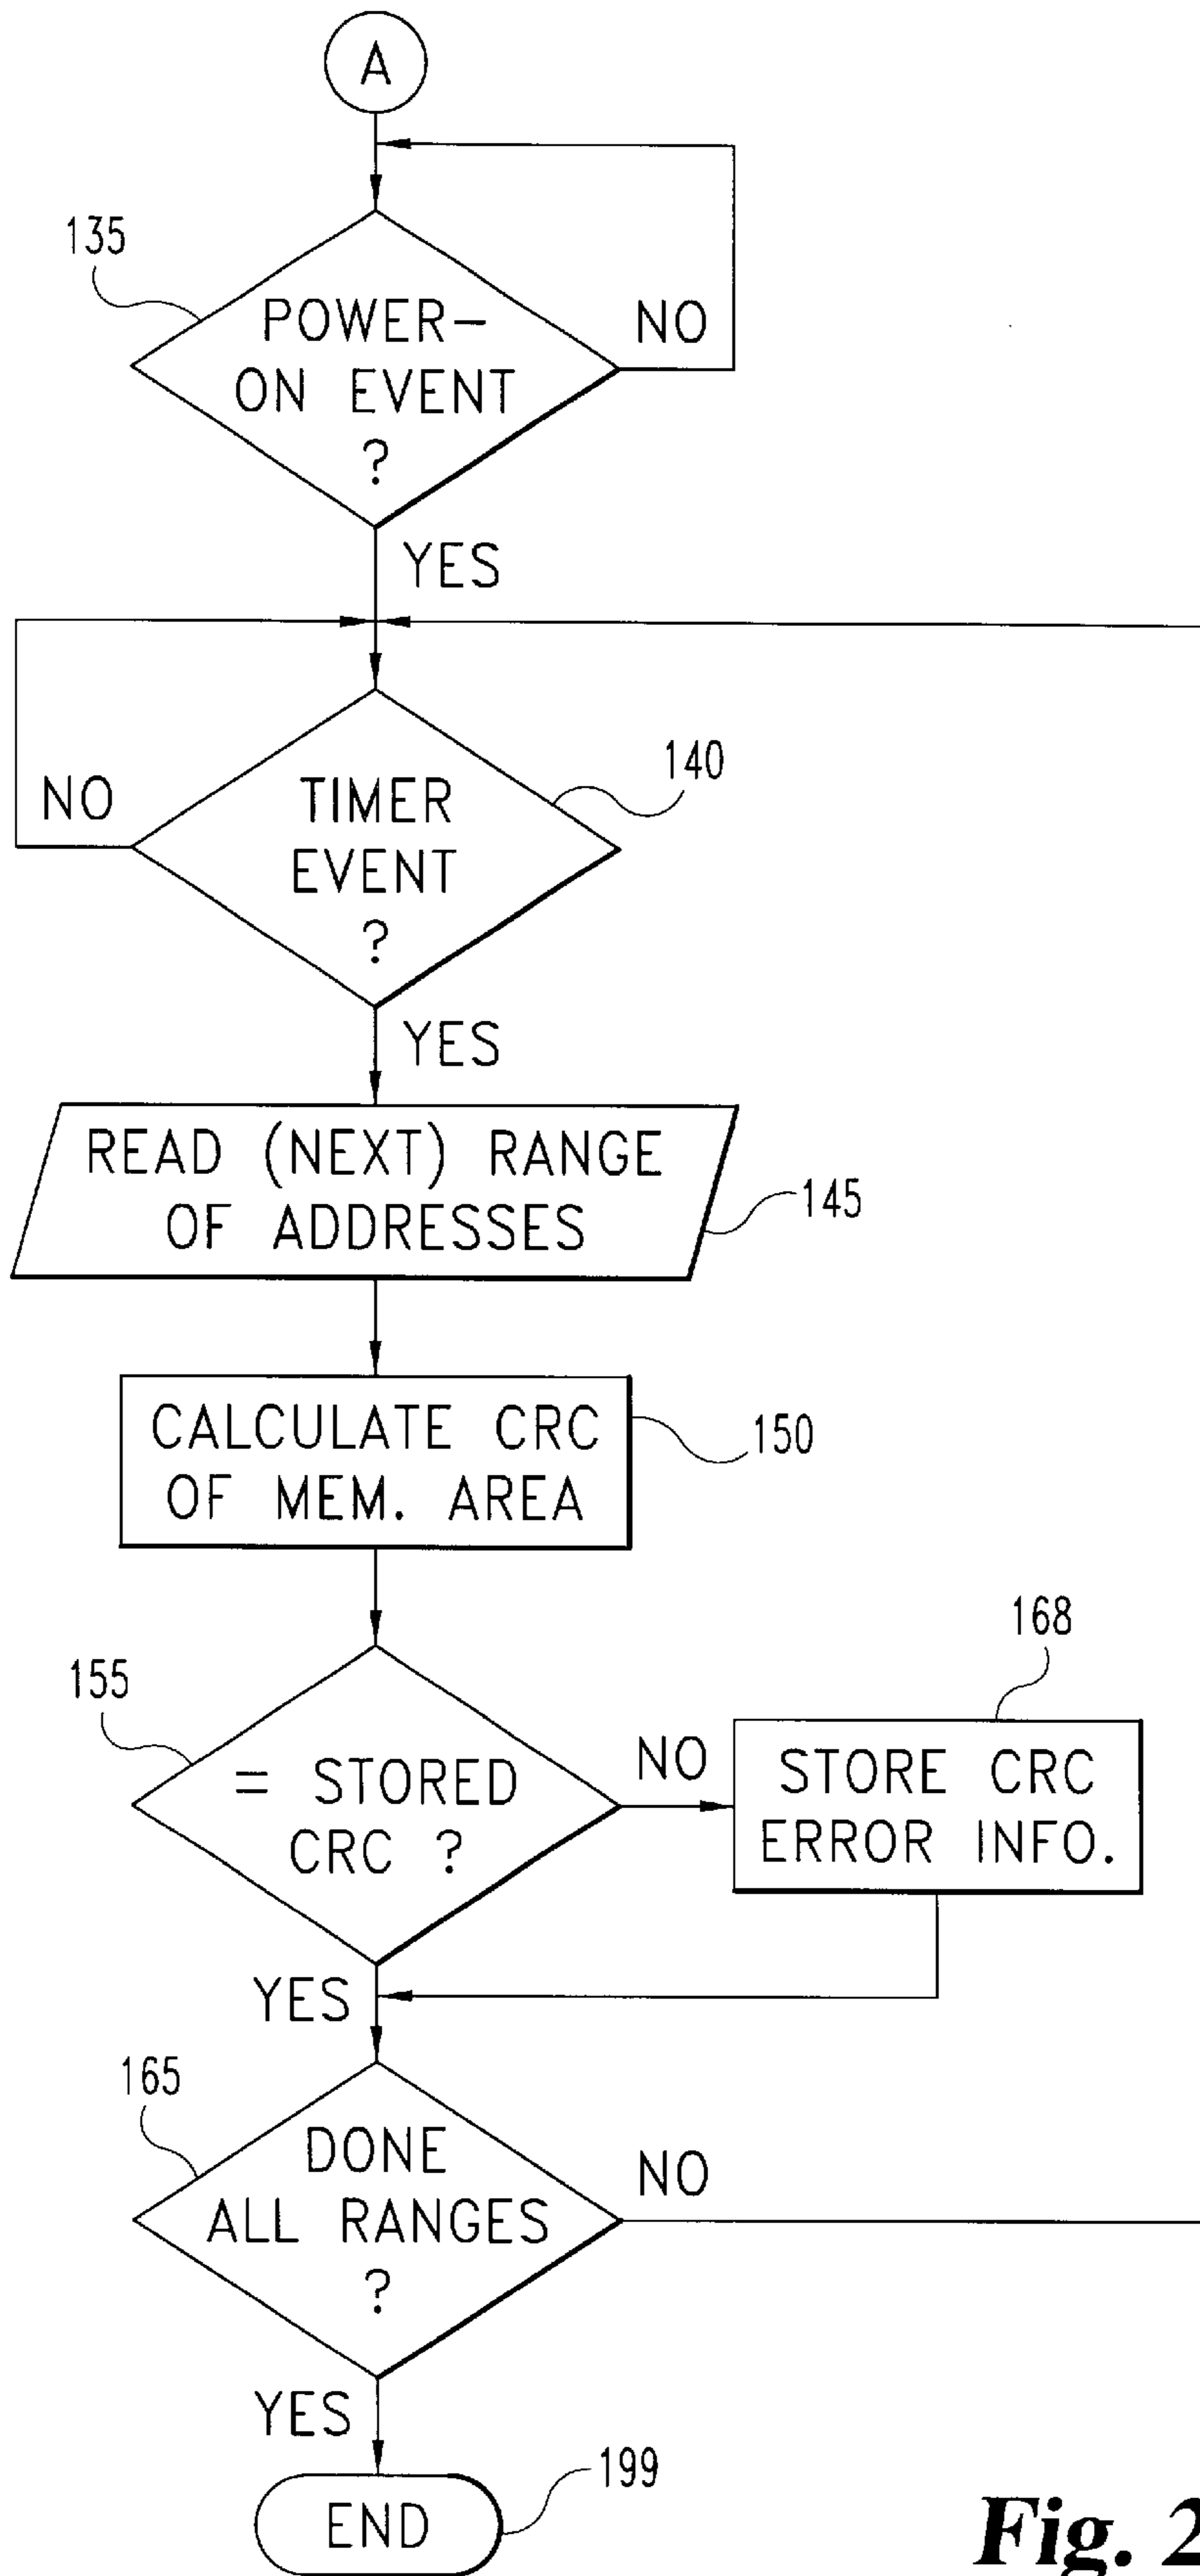 A
135
POWER-
ON EVENT
?
NO
YES
140
NO
TIMER
EVENT
?
YES
READ (NEXT) RANGE
OF ADDRESSES
145
CALCULATE CRC
OF MEM. AREA
150
155
= STORED
CRC ?
NO
168
STORE CRC
ERROR INFO.
YES
165
DONE
ALL RANGES
?
NO
YES
END
199
Fig. 2